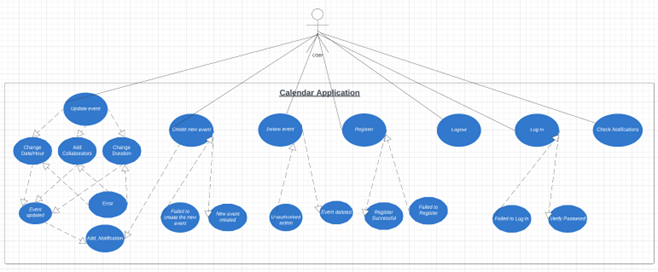 User
Calendar Application
Update event
Create new event
Delete event
Register
Logout
Log In
Check Notifications
Change
Date/Hour
Add
Collaborators
Change
Duration
Event
updated
Error
Add, Notification
Failed to
create the new
event
New event
created
Unauthorised
action
Event deleted
Register
Successful
Failed to
Register
Failed to Log In
Verify Password